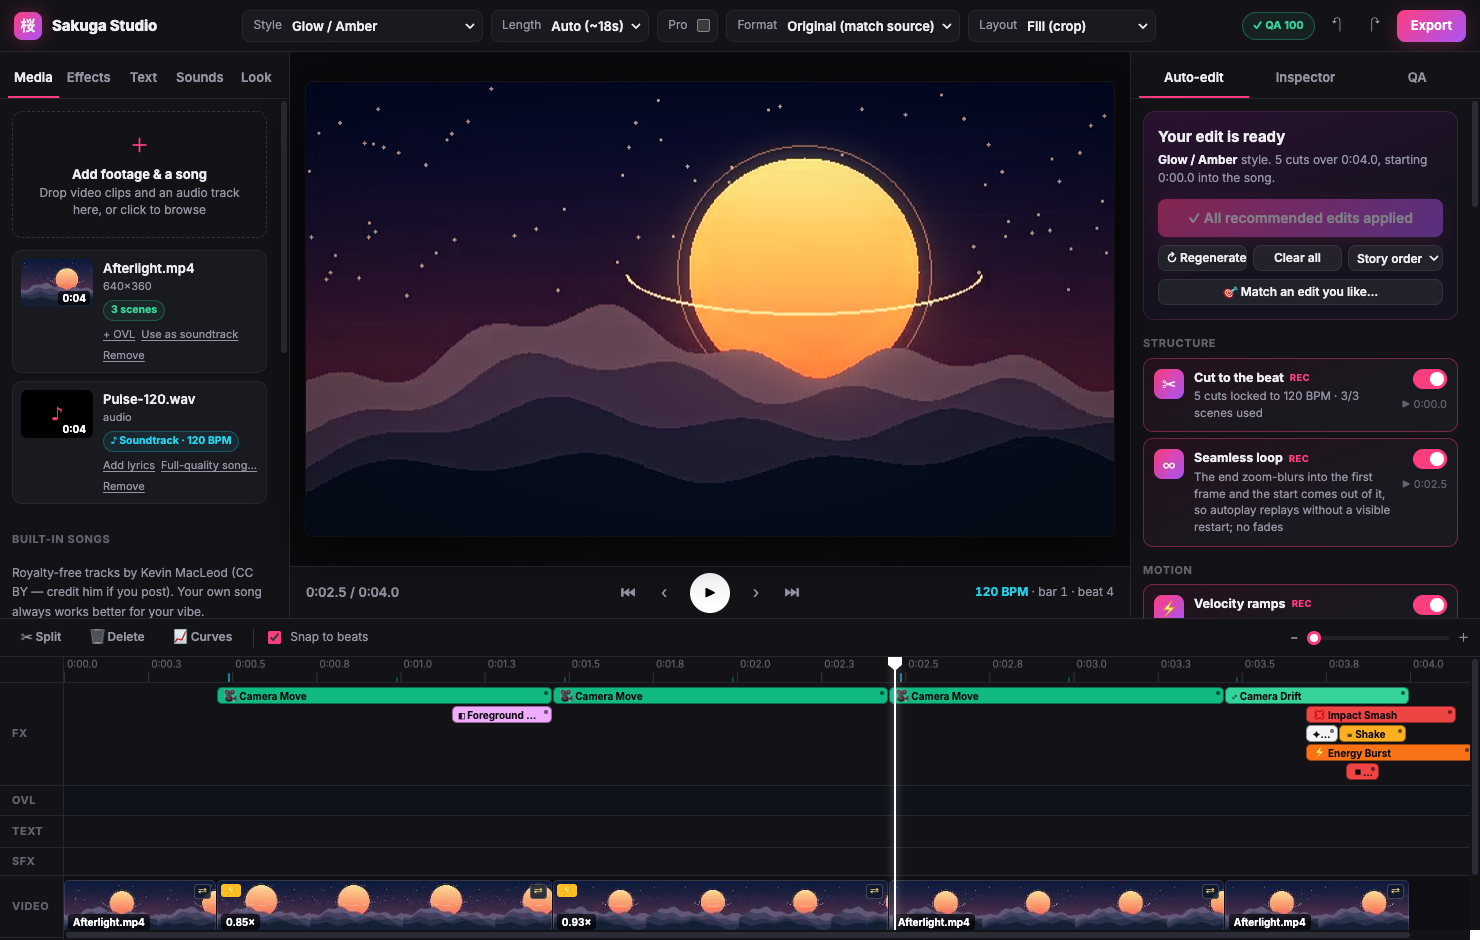 桜 Sakuga Studio
Style Glow / Amber
Length Auto (~18s)
Pro
Format Original (match source)
Layout Fill (crop)
✓ QA 100
Export
Media Effects Text Sounds Look
+
Add footage & a song
Drop video clips and an audio track
here, or click to browse
Afterlight.mp4
640×360
0:04
3 scenes
+ OVL Use as soundtrack
Remove
Pulse-120.wav
audio
0:04
♪ Soundtrack · 120 BPM
Add lyrics Full-quality song...
Remove
BUILT-IN SONGS
Royalty-free tracks by Kevin MacLeod (CC
BY — credit him if you post). Your own song
always works better for your vibe.
0:02.5 / 0:04.0
120 BPM · bar 1 · beat 4
Auto-edit Inspector QA
Your edit is ready
Glow / Amber style. 5 cuts over 0:04.0, starting
0:00.0 into the song.
✓ All recommended edits applied
↻ Regenerate Clear all Story order
🎯 Match an edit you like...
STRUCTURE
Cut to the beat REC
5 cuts locked to 120 BPM · 3/3
scenes used
▶ 0:00.0
Seamless loop REC
The end zoom-blurs into the first
frame and the start comes out of it,
so autoplay replays without a visible
restart; no fades
▶ 0:02.5
MOTION
Velocity ramps REC
✂ Split 🗑 Delete 📈 Curves Snap to beats
− +
0:00.0 0:00.3 0:00.5 0:00.8 0:01.0 0:01.3 0:01.5 0:01.8 0:02.0 0:02.3 0:02.5 0:02.8 0:03.0 0:03.3 0:03.5 0:03.8 0:04.0
FX
Camera Move Camera Move Camera Move Camera Drift
Foreground ... Impact Smash
... Shake
Energy Burst
...
OVL
TEXT
SFX
VIDEO
Afterlight.mp4 0.85× 0.93× Afterlight.mp4 Afterlight.mp4